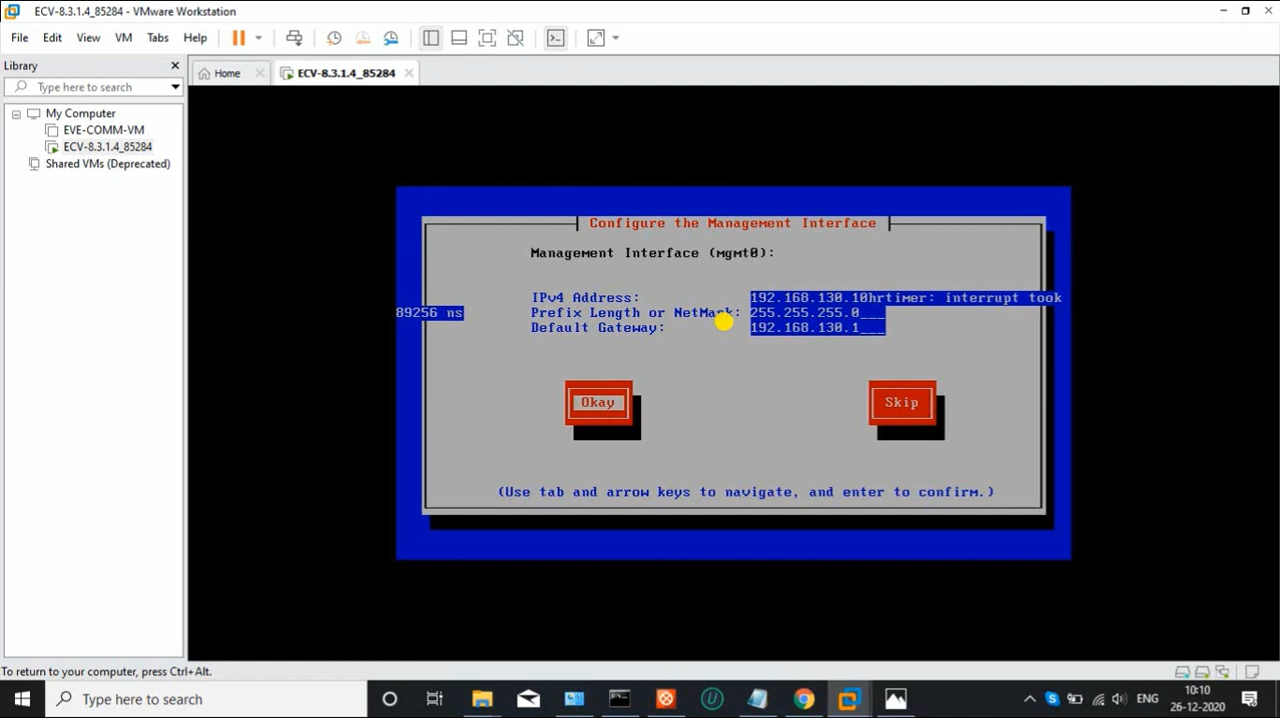 ECV-8.3.1.4_85284 - VMware Workstation
File Edit View VM Tabs Help
Library
Type here to search
Home
ECV-8.3.1.4_85284
My Computer
EVE-COMM-VM
ECV-8.3.1.4_85284
Shared VMs (Deprecated)
Configure the Management Interface
Management Interface (mgmt0):
IPv4 Address: 192.168.130.10hrtimer: interrupt took
89256 ns
Prefix Length or NetMask: 255.255.255.0___
Default Gateway: 192.168.130.1___
Okay
Skip
(Use tab and arrow keys to navigate, and enter to confirm.)
To return to your computer, press Ctrl+Alt.
Type here to search
ENG
10:10
26-12-2020